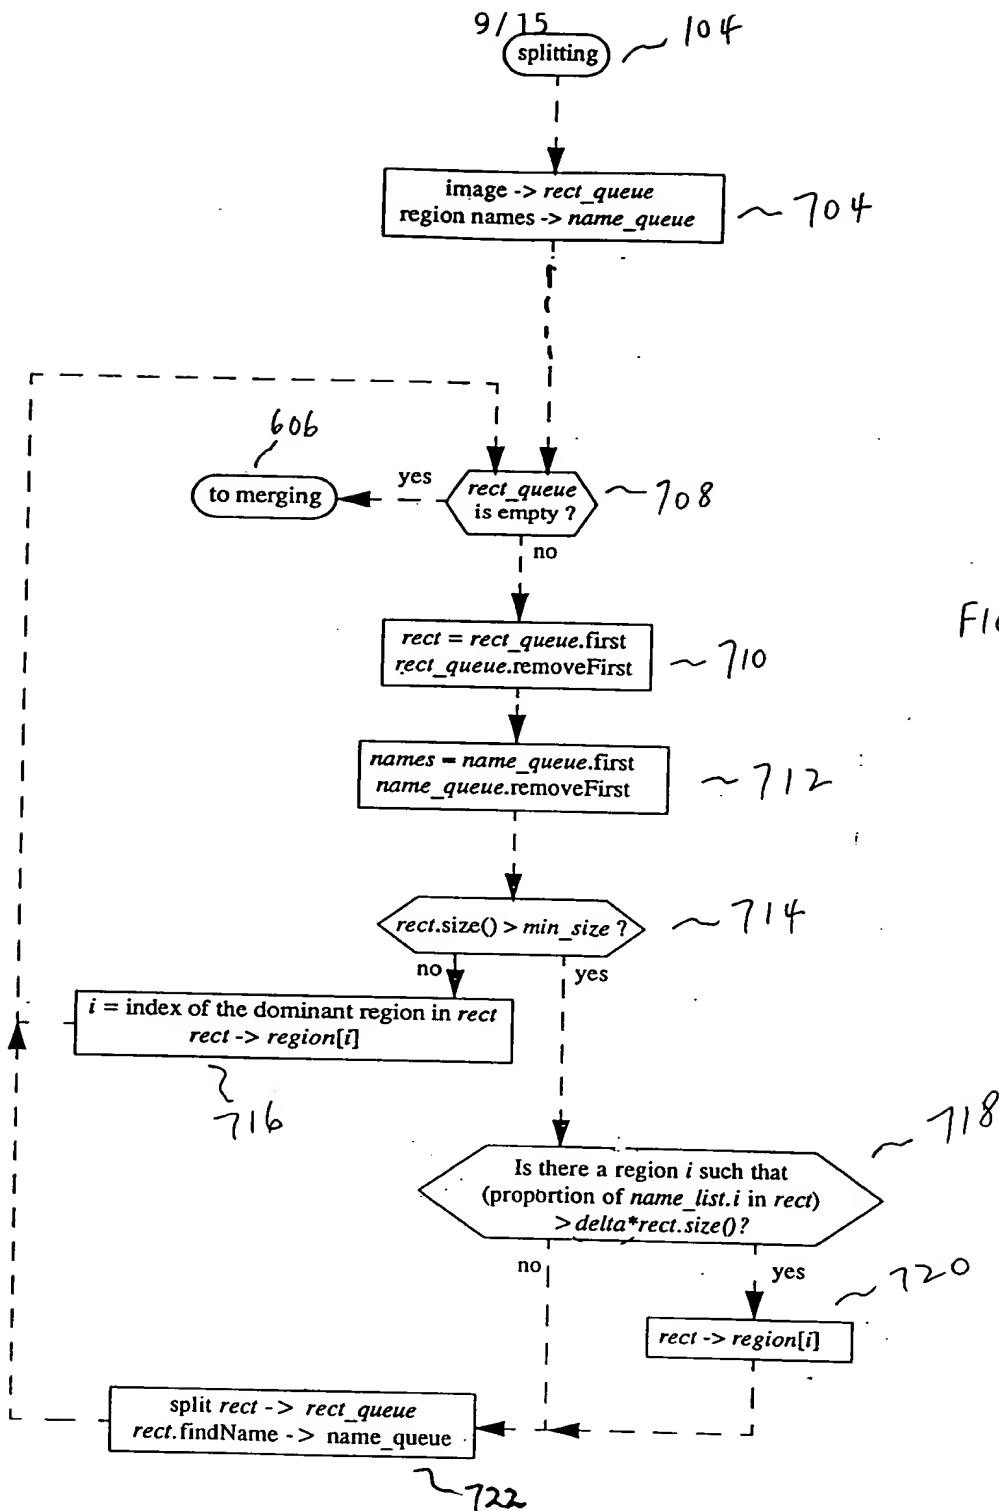 9/15
splitting
104
image -> rect_queue
region names -> name_queue
704
606
to merging
yes
rect_queue
is empty ?
708
no
rect = rect_queue.first
rect_queue.removeFirst
710
names = name_queue.first
name_queue.removeFirst
712
rect.size() > min_size ?
714
no
yes
i = index of the dominant region in rect
rect -> region[i]
716
Is there a region i such that
(proportion of name_list.i in rect)
> delta*rect.size()?
718
no
yes
rect -> region[i]
720
split rect -> rect_queue
rect.findName -> name_queue
722